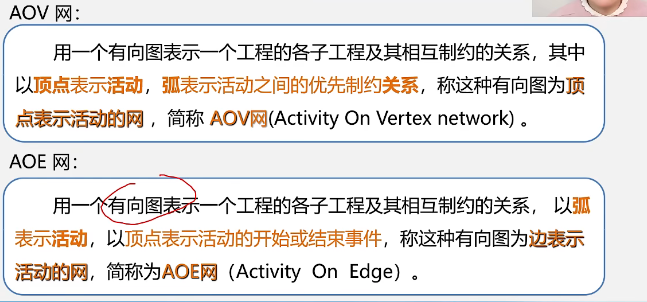 AOV 网：
用一个有向图表示一个工程的各子工程及其相互制约的关系，其中
以顶点表示活动，弧表示活动之间的优先制约关系，称这种有向图为顶
点表示活动的网 ，简称 AOV网(Activity On Vertex network) 。
AOE 网：
用一个有向图表示一个工程的各子工程及其相互制约的关系， 以弧
表示活动，以顶点表示活动的开始或结束事件，称这种有向图为边表示
活动的网，简称为AOE网（Activity On Edge）。